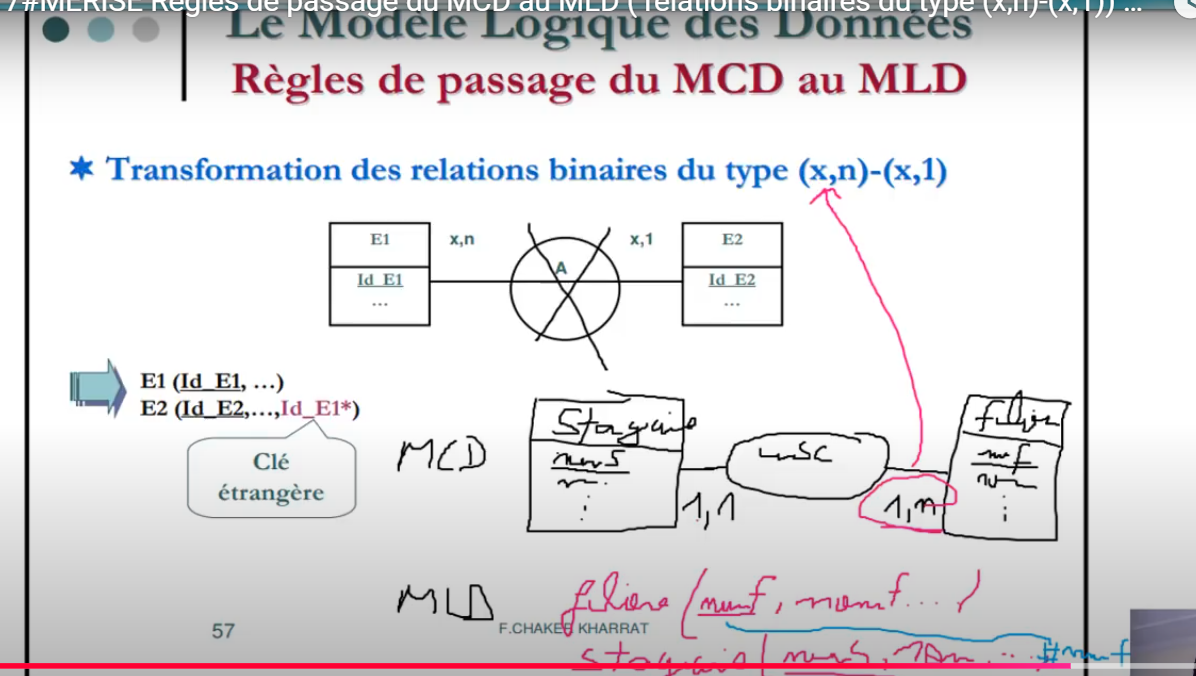 7#MERISE Règles de passage du MCD au MLD ( relations binaires du type (x,n)-(x,1)) ...
Le Modèle Logique des Données
Règles de passage du MCD au MLD
Transformation des relations binaires du type (x,n)-(x,1)
E1 x,n A x,1 E2
Id_E1 Id_E2
... ...
E1 (Id_E1, ...)
E2 (Id_E2,...,Id_E1*)
Clé
étrangère
MCD
Stagiaire
numS
insc
1,1
1,n
filière
numf
MLD filiere (numf, nomf...)
57 F.CHAKER KHARRAT
stagiaire (numS, nom... #numf